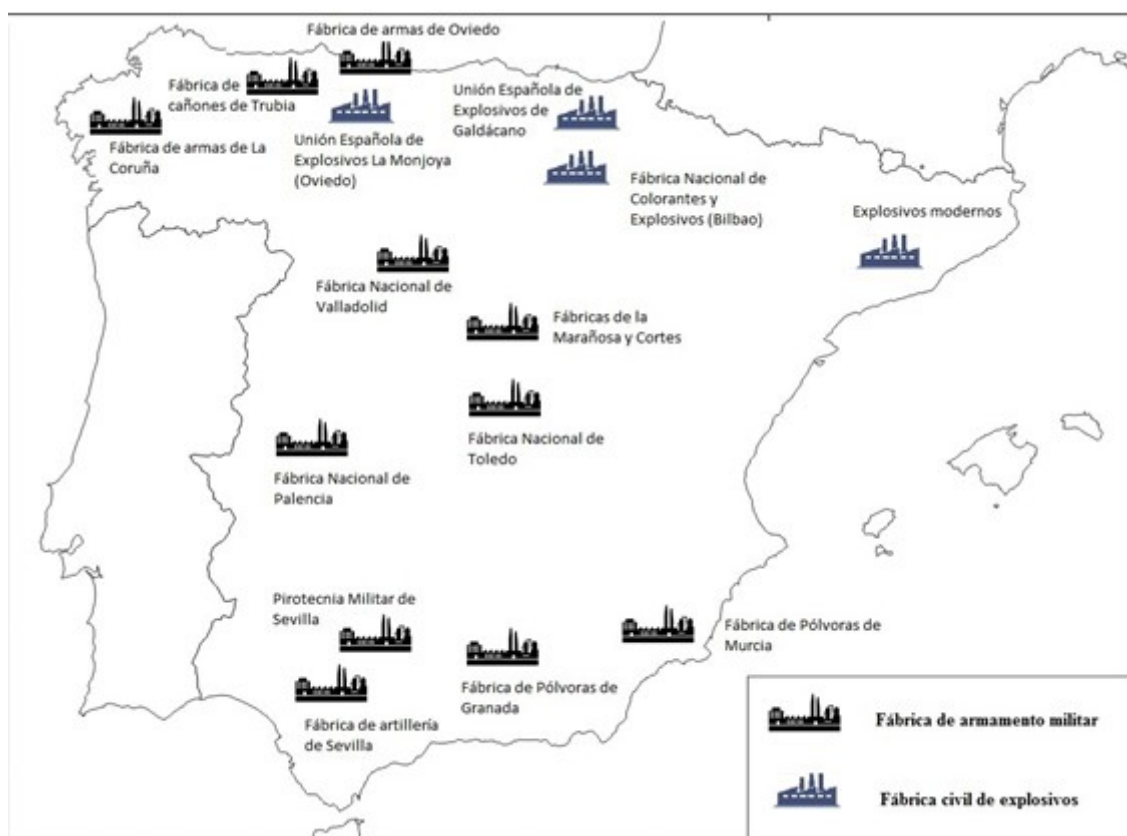 Fábrica de armas de Oviedo
Fábrica de
cañones de Trubia
Unión Española de
Explosivos de
Galdácano
Fábrica de armas de La
Coruña
Unión Española de
Explosivos La Monjoya
(Oviedo)
Fábrica Nacional de
Colorantes y
Explosivos (Bilbao)
Explosivos modernos
Fábrica Nacional de
Valladolid
Fábricas de la
Marañosa y Cortes
Fábrica Nacional de
Toledo
Fábrica Nacional de
Palencia
Pirotecnia Militar de
Sevilla
Fábrica de Pólvoras de
Murcia
Fábrica de Pólvoras de
Granada
Fábrica de artillería
de Sevilla
Fábrica de armamento militar
Fábrica civil de explosivos